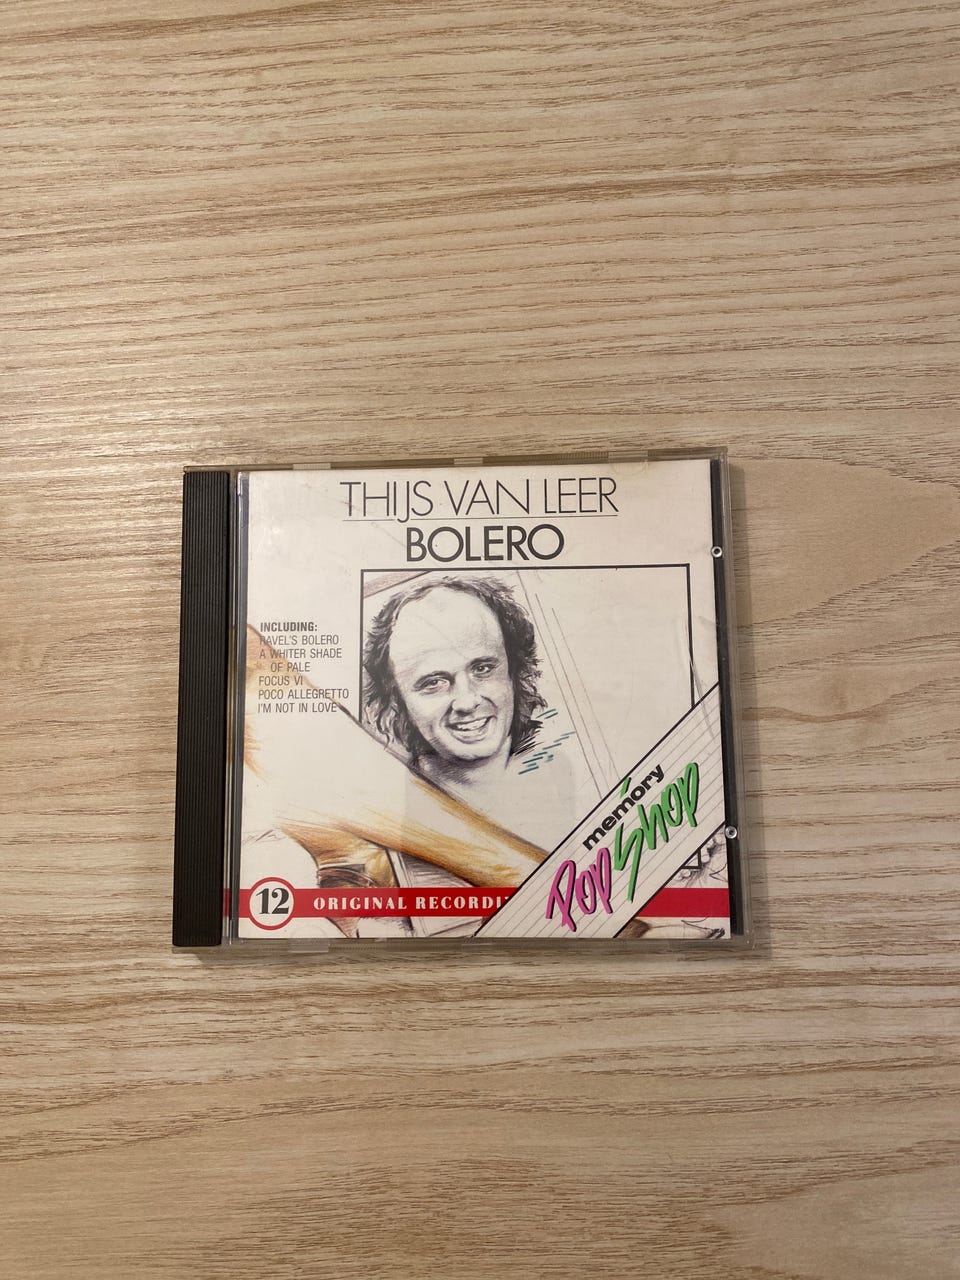 THIJS VAN LEER
BOLERO
INCLUDING:
RAVEL'S BOLERO
A WHITER SHADE
OF PALE
FOCUS VI
POCO ALLEGRETTO
I'M NOT IN LOVE
memory
Pop Shop
12
ORIGINAL RECORDI